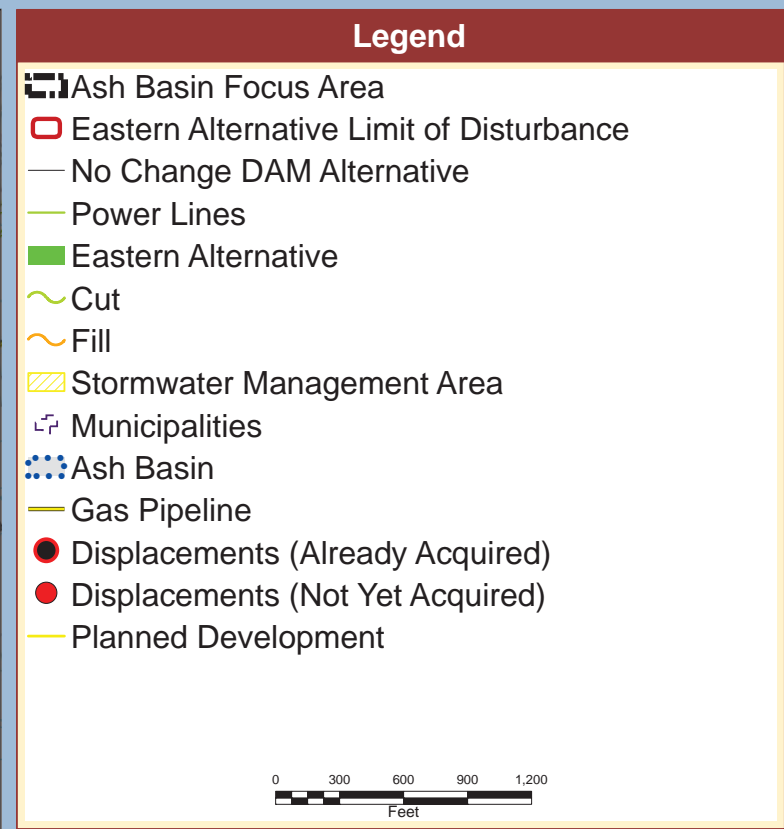 Legend
Ash Basin Focus Area
Eastern Alternative Limit of Disturbance
No Change DAM Alternative
Power Lines
Eastern Alternative
Cut
Fill
Stormwater Management Area
Municipalities
Ash Basin
Gas Pipeline
Displacements (Already Acquired)
Displacements (Not Yet Acquired)
Planned Development
0 300 600 900 1,200
Feet